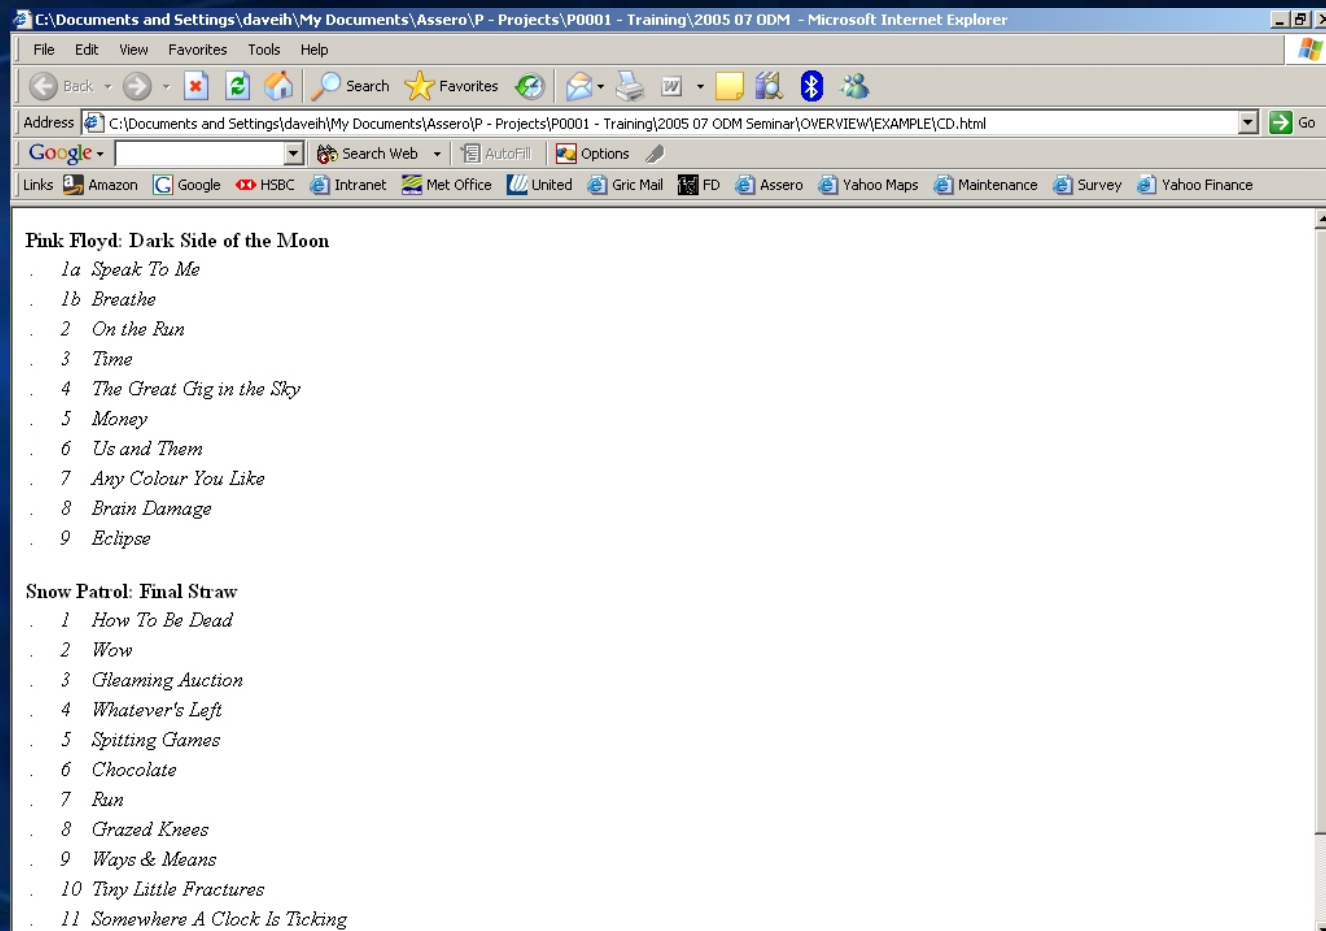 C:\Documents and Settings\daveih\My Documents\Assero\P - Projects\P0001 - Training\2005 07 ODM - Microsoft Internet Explorer
File Edit View Favorites Tools Help
Back Search Favorites W
Address C:\Documents and Settings\daveih\My Documents\Assero\P - Projects\P0001 - Training\2005 07 ODM Seminar\OVERVIEW\EXAMPLE\CD.html Go
Google Search Web AutoFill Options
Links Amazon Google HSBC Intranet Met Office United Gric Mail FD Assero Yahoo Maps Maintenance Survey Yahoo Finance
Pink Floyd: Dark Side of the Moon
. 1a Speak To Me
. 1b Breathe
. 2 On the Run
. 3 Time
. 4 The Great Gig in the Sky
. 5 Money
. 6 Us and Them
. 7 Any Colour You Like
. 8 Brain Damage
. 9 Eclipse
Snow Patrol: Final Straw
. 1 How To Be Dead
. 2 Wow
. 3 Gleaming Auction
. 4 Whatever's Left
. 5 Spitting Games
. 6 Chocolate
. 7 Run
. 8 Grazed Knees
. 9 Ways & Means
. 10 Tiny Little Fractures
. 11 Somewhere A Clock Is Ticking